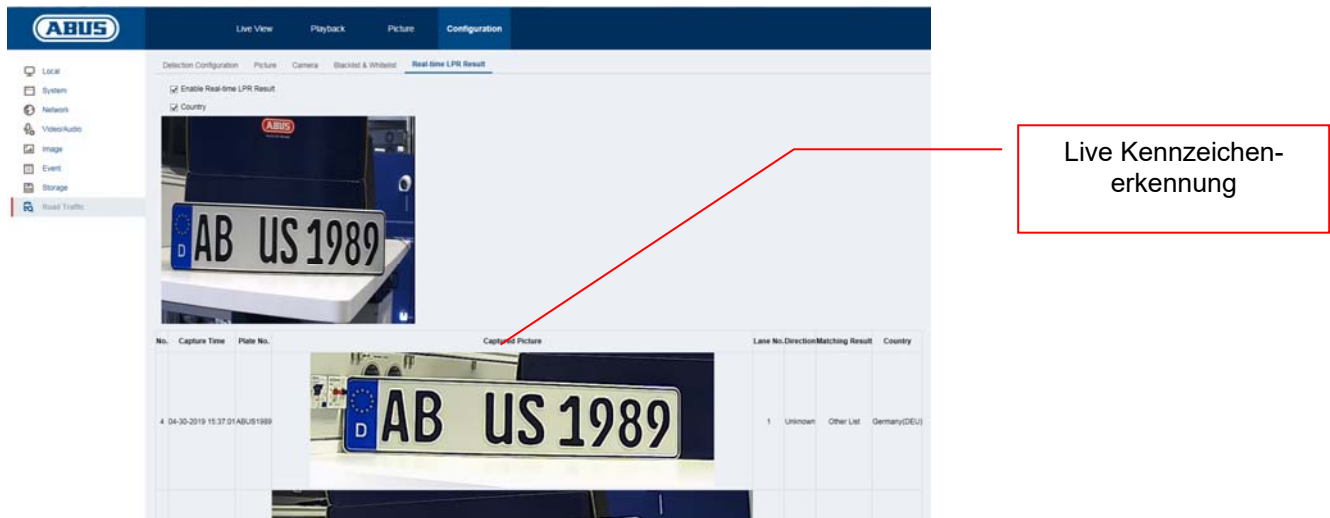 ABUS
Live View
Playback
Picture
Configuration
Local
System
Network
Video/Audio
Image
Event
Storage
Road Traffic
Detection Configuration
Picture
Camera
Blacklist & Whitelist
Real-time LPR Result
Enable Real-time LPR Result
Country
ABUS
D
AB US 1989
Live Kennzeichen-
erkennung
No. Capture Time Plate No. Captured Picture Lane No. Direction Matching Result Country
4 04-30-2019 15:37:01 ABUS1989
D
AB US 1989
1 Unknown Other List Germany(DEU)